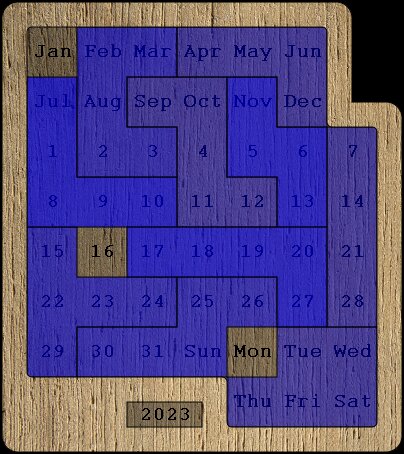 Jan Feb Mar Apr May Jun
Jul Aug Sep Oct Nov Dec
1 2 3 4 5 6 7
8 9 10 11 12 13 14
15 16 17 18 19 20 21
22 23 24 25 26 27 28
29 30 31 Sun Mon Tue Wed
Thu Fri Sat
2023